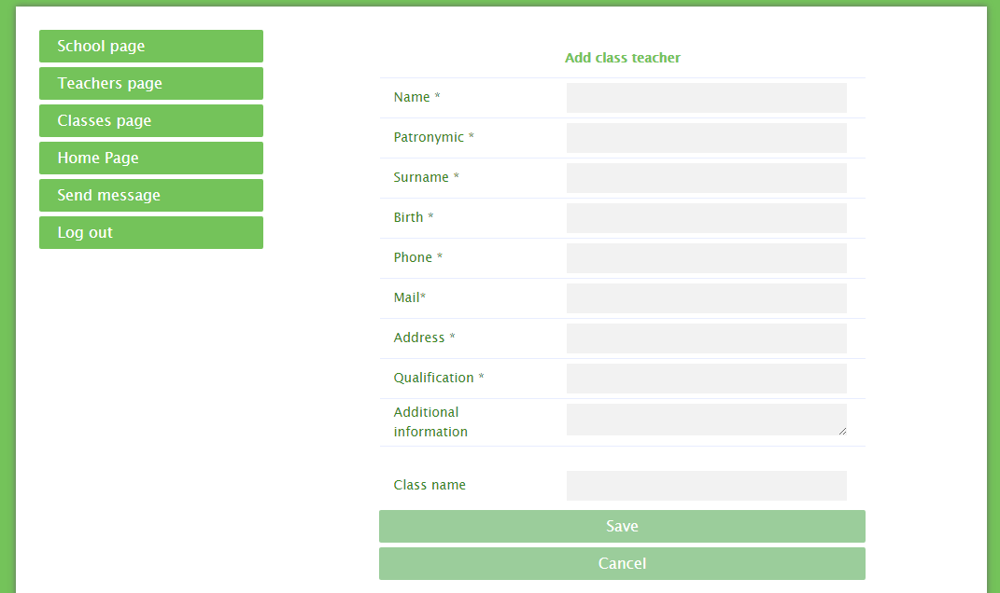 School page
Teachers page
Classes page
Home Page
Send message
Log out
Add class teacher
Name *
Patronymic *
Surname *
Birth *
Phone *
Mail*
Address *
Qualification *
Additional
information
Class name
Save
Cancel